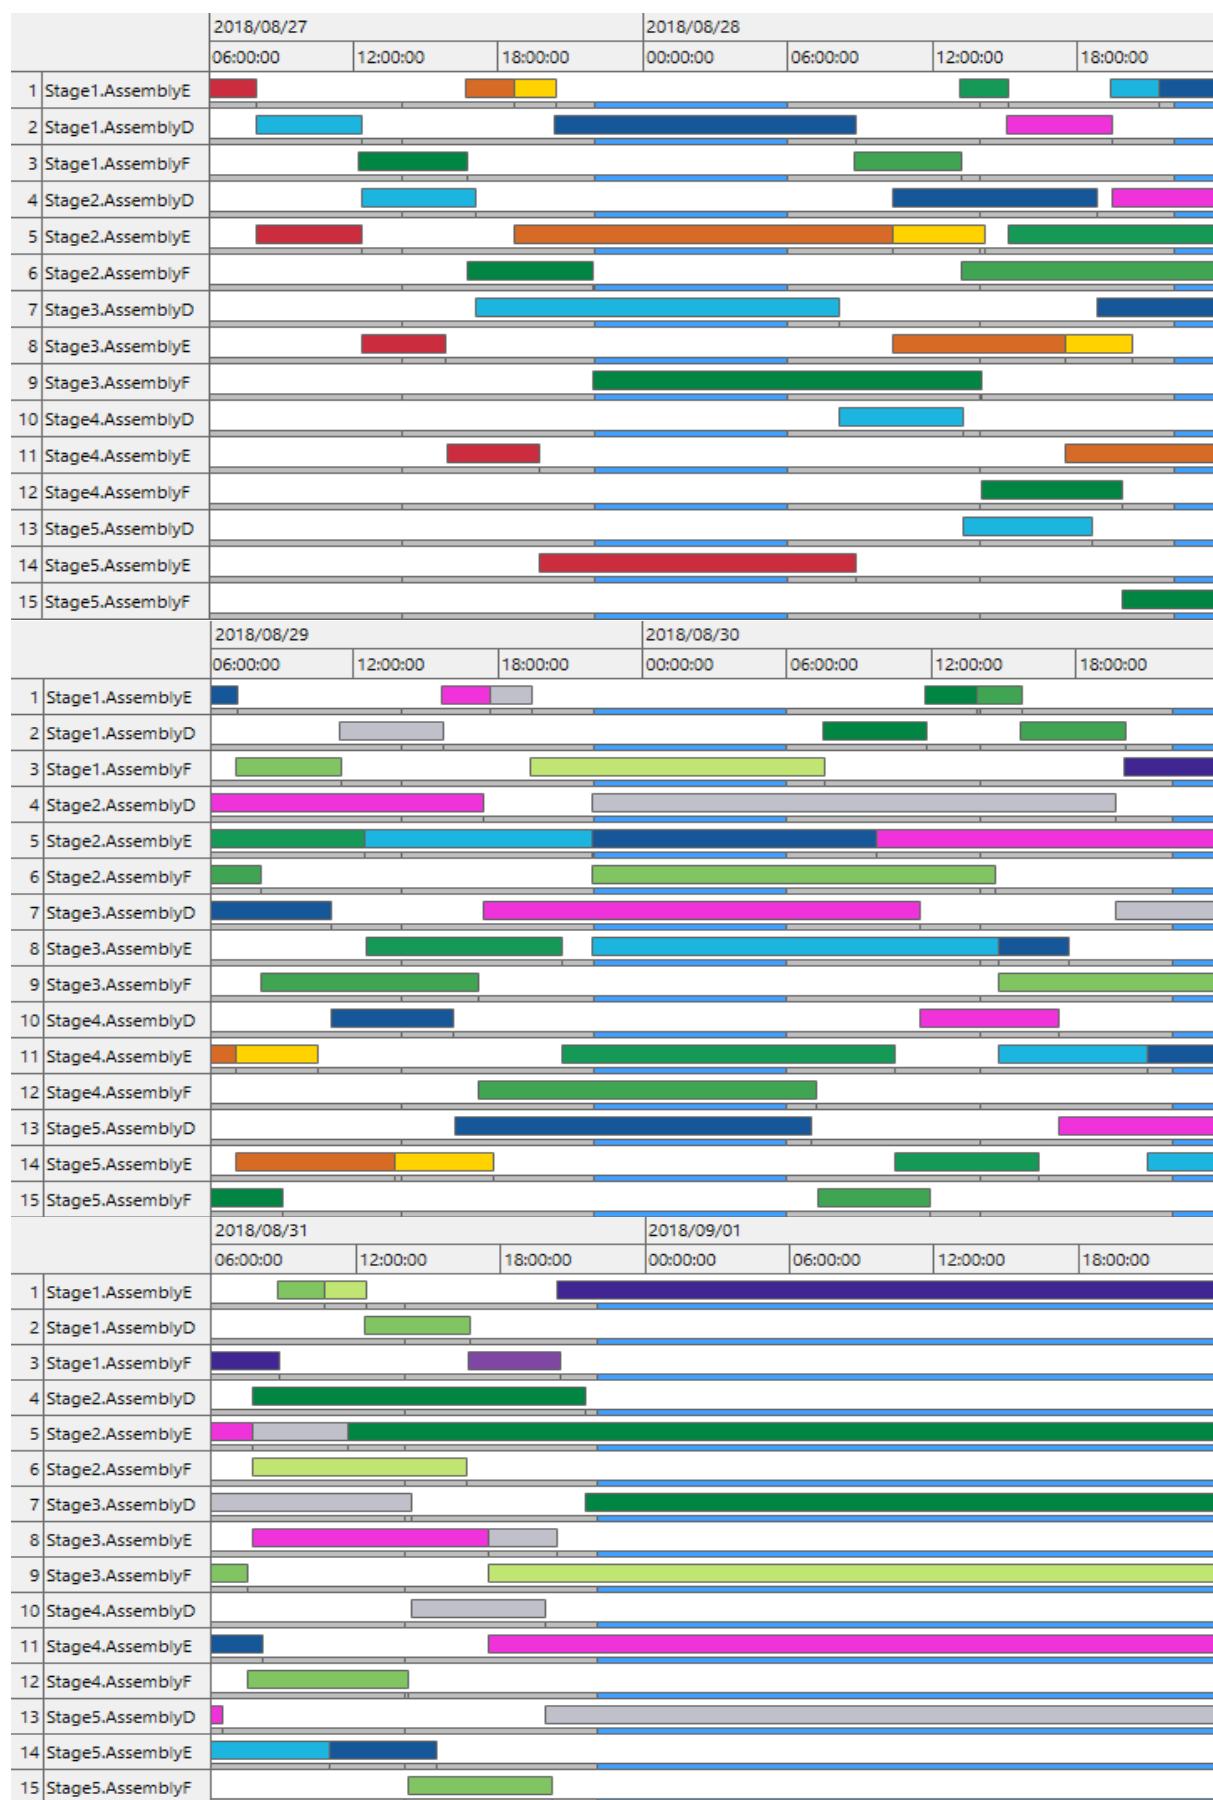 2018/08/27 2018/08/28
06:00:00 12:00:00 18:00:00 00:00:00 06:00:00 12:00:00 18:00:00
1 Stage1.AssemblyE
2 Stage1.AssemblyD
3 Stage1.AssemblyF
4 Stage2.AssemblyD
5 Stage2.AssemblyE
6 Stage2.AssemblyF
7 Stage3.AssemblyD
8 Stage3.AssemblyE
9 Stage3.AssemblyF
10 Stage4.AssemblyD
11 Stage4.AssemblyE
12 Stage4.AssemblyF
13 Stage5.AssemblyD
14 Stage5.AssemblyE
15 Stage5.AssemblyF
2018/08/29 2018/08/30
06:00:00 12:00:00 18:00:00 00:00:00 06:00:00 12:00:00 18:00:00
1 Stage1.AssemblyE
2 Stage1.AssemblyD
3 Stage1.AssemblyF
4 Stage2.AssemblyD
5 Stage2.AssemblyE
6 Stage2.AssemblyF
7 Stage3.AssemblyD
8 Stage3.AssemblyE
9 Stage3.AssemblyF
10 Stage4.AssemblyD
11 Stage4.AssemblyE
12 Stage4.AssemblyF
13 Stage5.AssemblyD
14 Stage5.AssemblyE
15 Stage5.AssemblyF
2018/08/31 2018/09/01
06:00:00 12:00:00 18:00:00 00:00:00 06:00:00 12:00:00 18:00:00
1 Stage1.AssemblyE
2 Stage1.AssemblyD
3 Stage1.AssemblyF
4 Stage2.AssemblyD
5 Stage2.AssemblyE
6 Stage2.AssemblyF
7 Stage3.AssemblyD
8 Stage3.AssemblyE
9 Stage3.AssemblyF
10 Stage4.AssemblyD
11 Stage4.AssemblyE
12 Stage4.AssemblyF
13 Stage5.AssemblyD
14 Stage5.AssemblyE
15 Stage5.AssemblyF